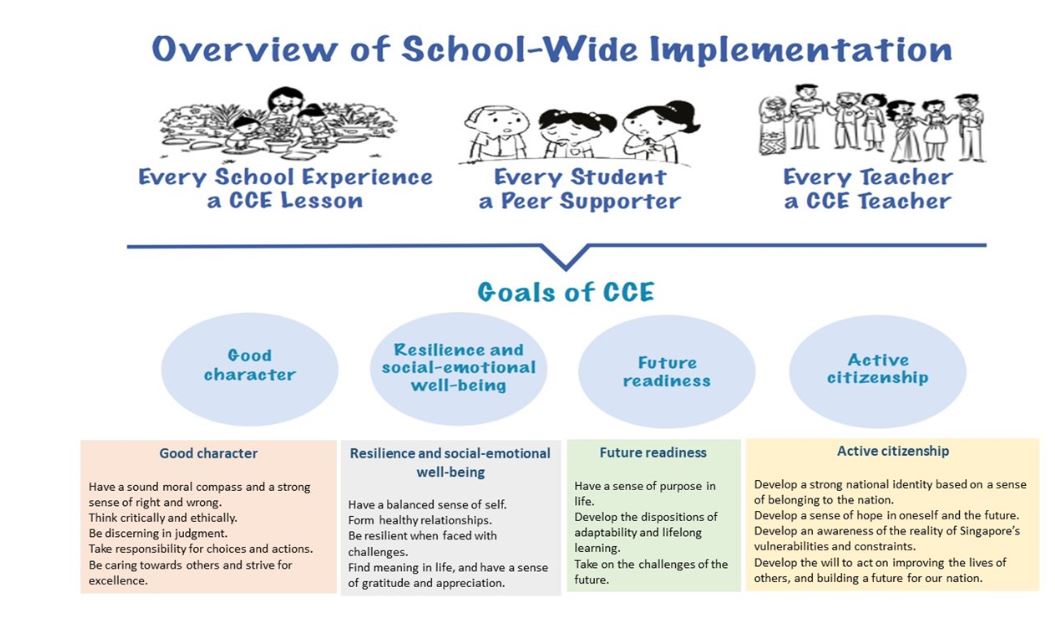 Overview of School-Wide Implementation
Every School Experience
a CCE Lesson
Every Student
a Peer Supporter
Every Teacher
a CCE Teacher
Goals of CCE
Good
character
Resilience and
social-emotional
well-being
Future
readiness
Active
citizenship
Good character
Have a sound moral compass and a strong
sense of right and wrong.
Think critically and ethically.
Be discerning in judgment.
Take responsibility for choices and actions.
Be caring towards others and strive for
excellence.
Resilience and social-emotional
well-being
Have a balanced sense of self.
Form healthy relationships.
Be resilient when faced with
challenges.
Find meaning in life, and have a sense
of gratitude and appreciation.
Future readiness
Have a sense of purpose in
life.
Develop the dispositions of
adaptability and lifelong
learning.
Take on the challenges of the
future.
Active citizenship
Develop a strong national identity based on a sense
of belonging to the nation.
Develop a sense of hope in oneself and the future.
Develop an awareness of the reality of Singapore’s
vulnerabilities and constraints.
Develop the will to act on improving the lives of
others, and building a future for our nation.